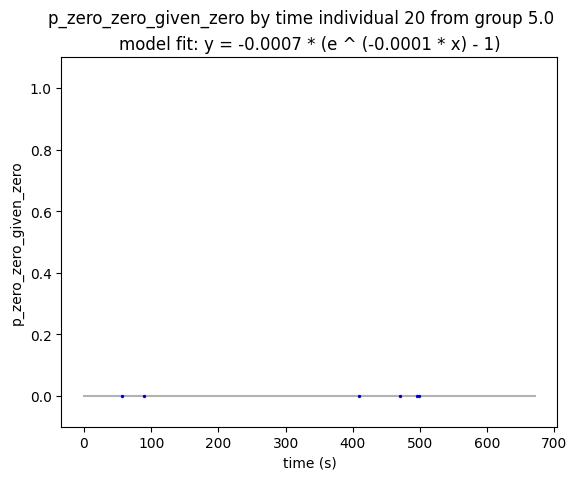 p_zero_zero_given_zero by time individual 20 from group 5.0
model fit: y = -0.0007 * (e ^ (-0.0001 * x) - 1)
1.0
0.8
0.6
0.4
0.2
0.0
p_zero_zero_given_zero
0 100 200 300 400 500 600 700
time (s)